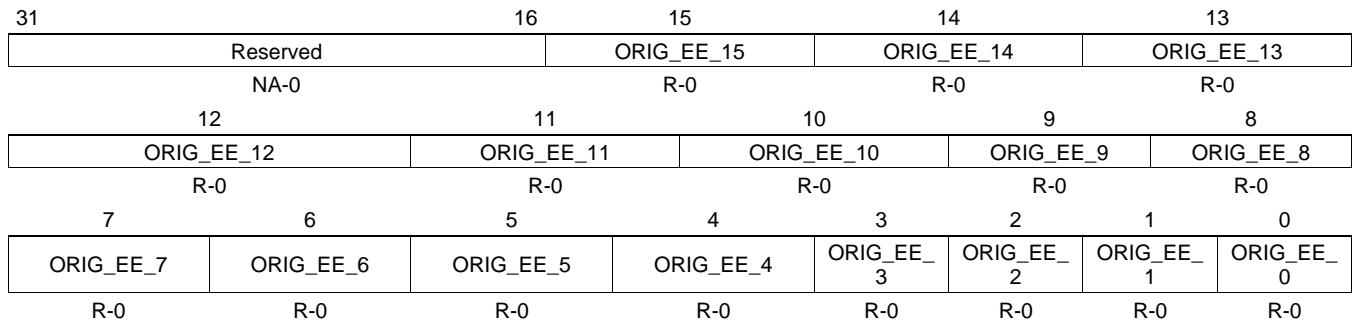 31 16 15 14 13
Reserved ORIG_EE_15 ORIG_EE_14 ORIG_EE_13
NA-0 R-0 R-0 R-0
12 11 10 9 8
ORIG_EE_12 ORIG_EE_11 ORIG_EE_10 ORIG_EE_9 ORIG_EE_8
R-0 R-0 R-0 R-0 R-0
7 6 5 4 3 2 1 0
ORIG_EE_7 ORIG_EE_6 ORIG_EE_5 ORIG_EE_4 ORIG_EE_ ORIG_EE_ ORIG_EE_ ORIG_EE_
3 2 1 0
R-0 R-0 R-0 R-0 R-0 R-0 R-0 R-0